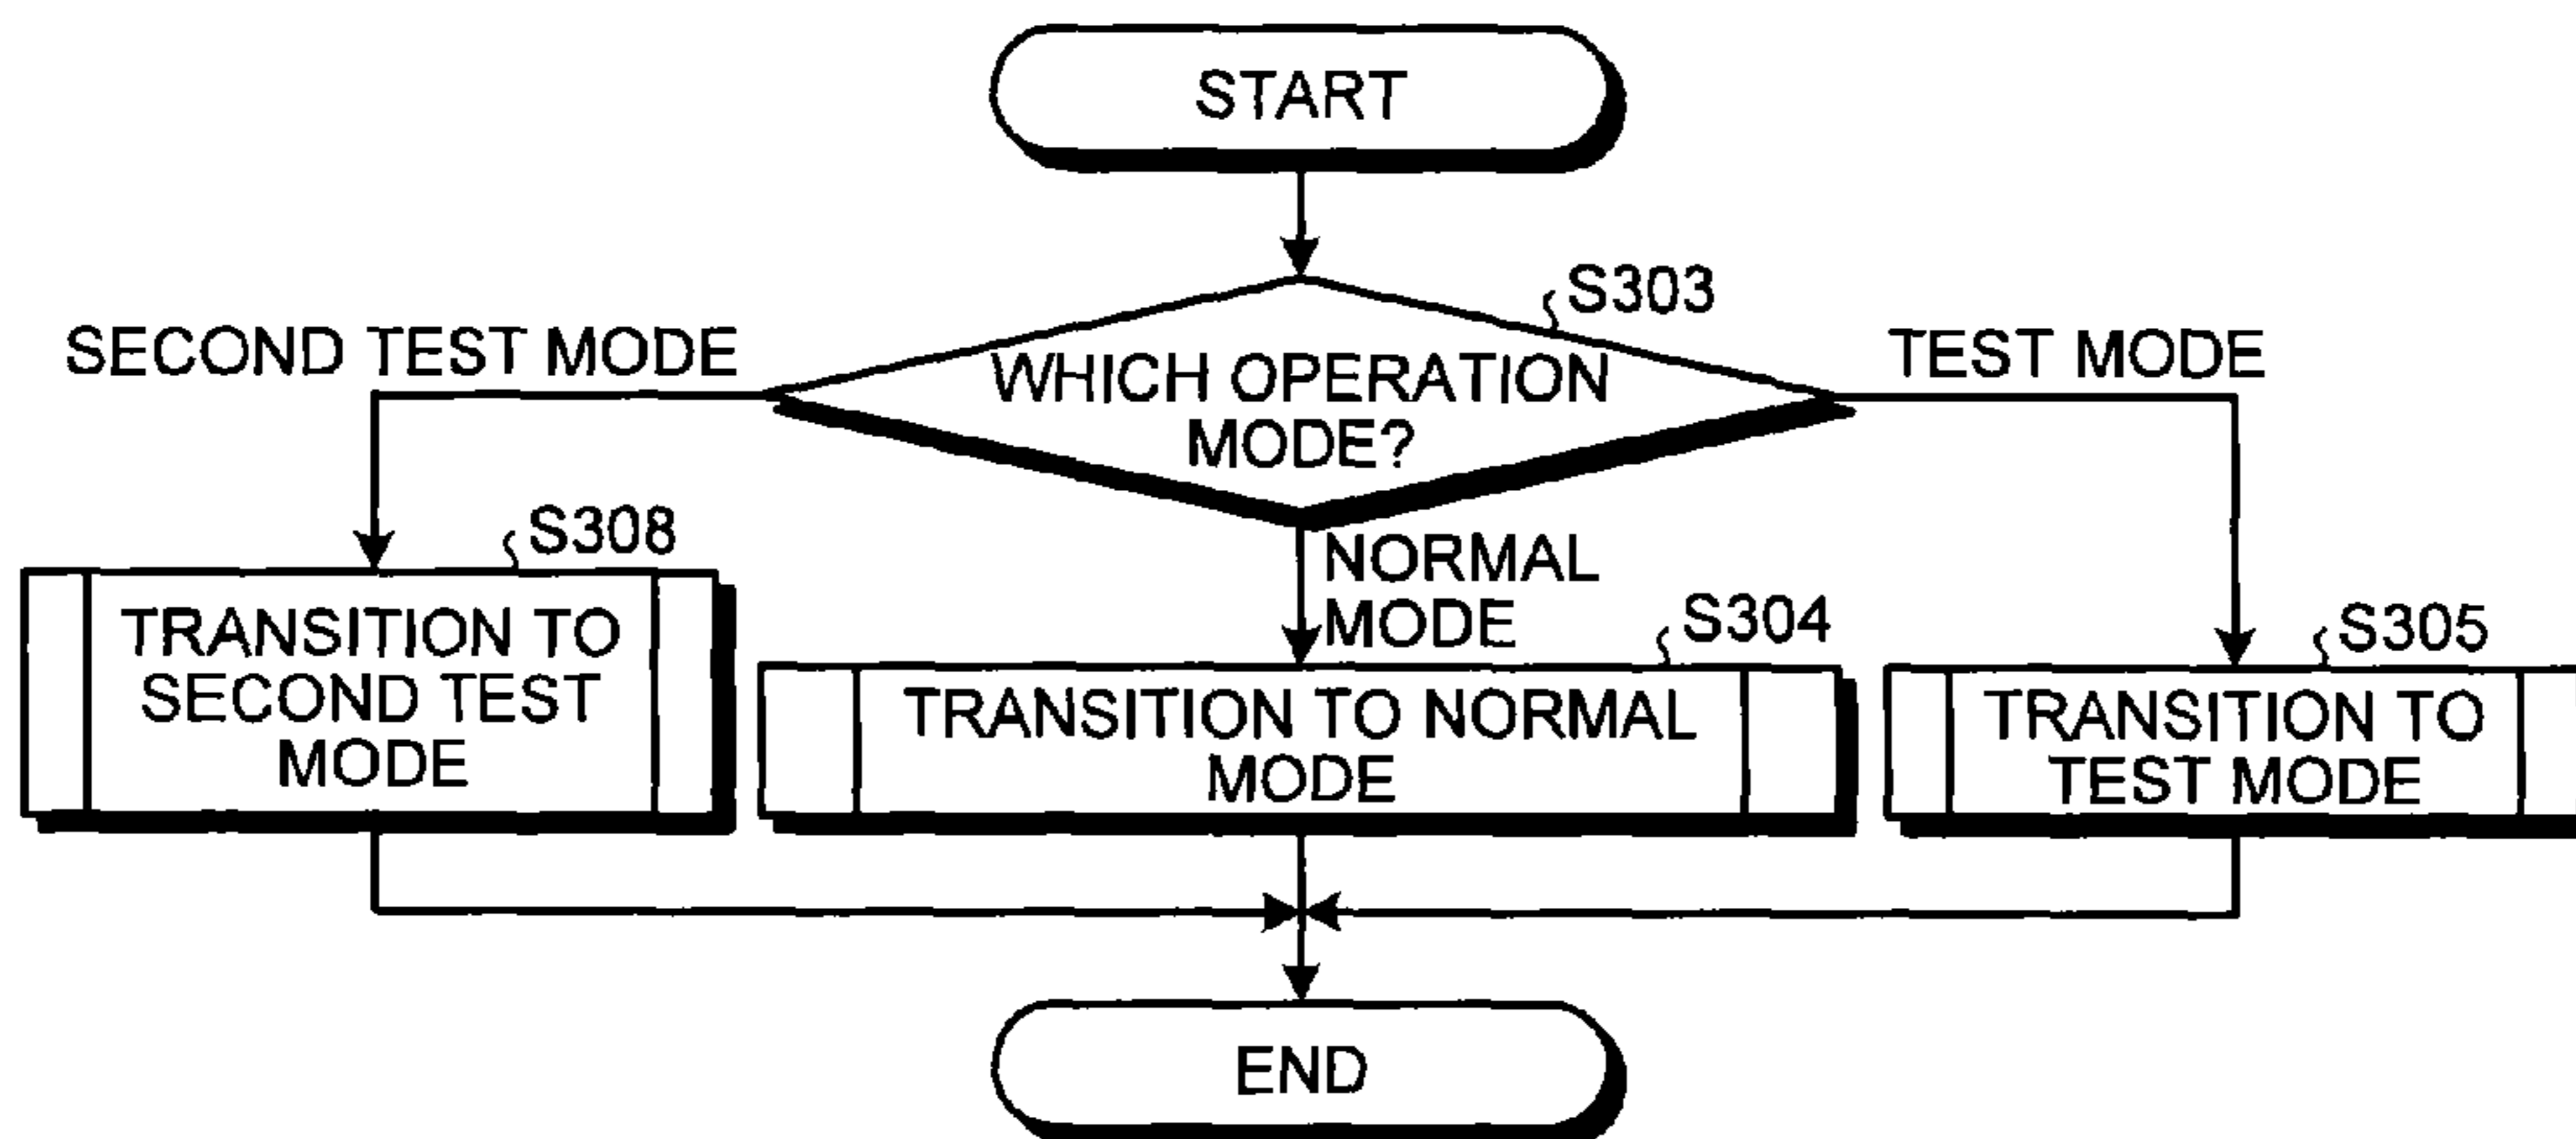 START
S303
SECOND TEST MODE
WHICH OPERATION
MODE?
TEST MODE
S308
TRANSITION TO
SECOND TEST
MODE
NORMAL
MODE
S304
TRANSITION TO NORMAL
MODE
S305
TRANSITION TO
TEST MODE
END